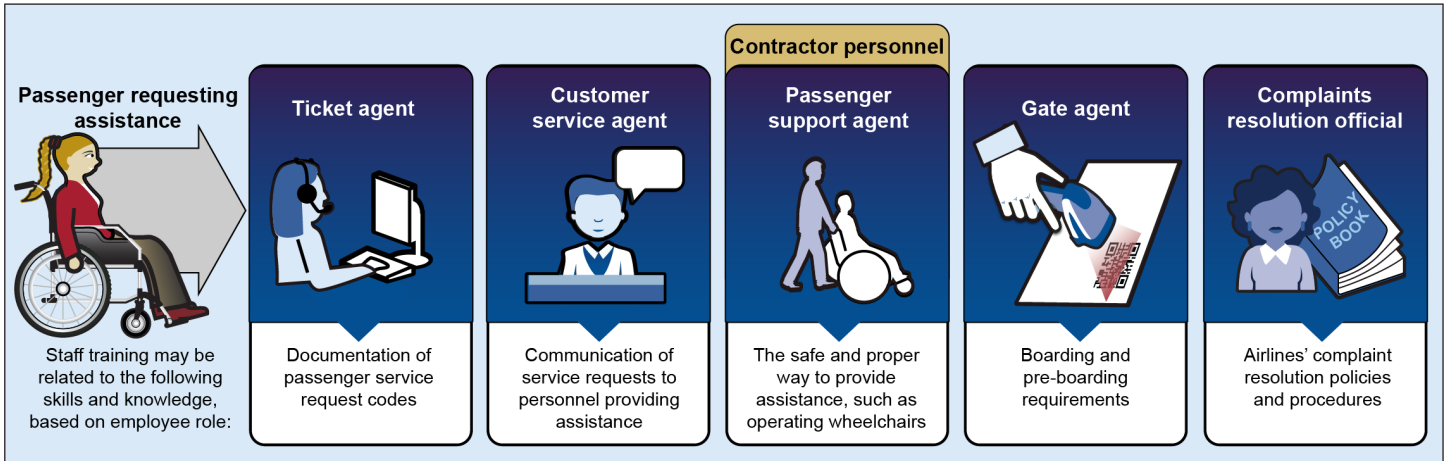 Passenger requesting
assistance
Staff training may be
related to the following
skills and knowledge,
based on employee role:
Ticket agent
Documentation of
passenger service
request codes
Customer
service agent
Communication of
service requests to
personnel providing
assistance
Contractor personnel
Passenger
support agent
The safe and proper
way to provide
assistance, such as
operating wheelchairs
Gate agent
Boarding and
pre-boarding
requirements
Complaints
resolution official
POLICY
BOOK
Airlines’ complaint
resolution policies
and procedures